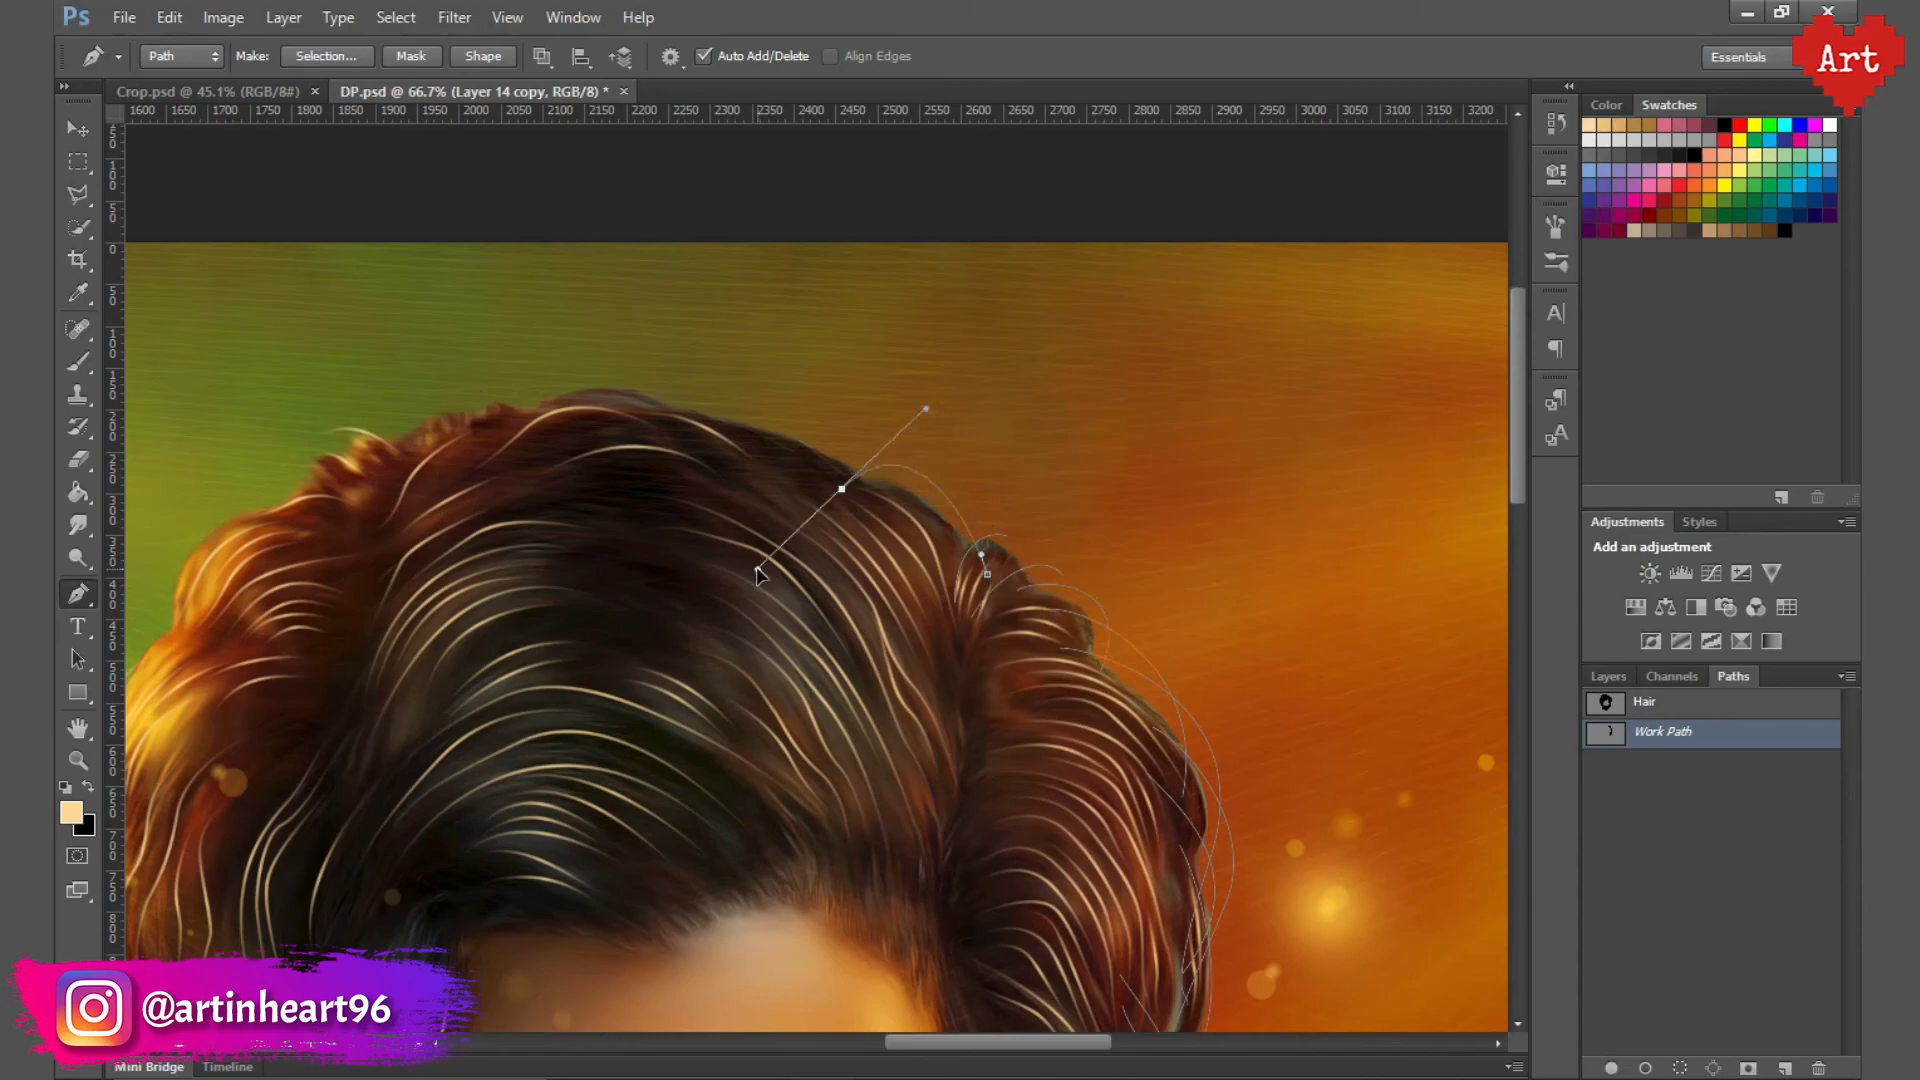 Ps File Edit Image Layer Type Select Filter View Window Help
Path Make: Selection... Mask Shape Auto Add/Delete Align Edges Essentials
Art
Crop.psd @ 45.1% (RGB/8#) × DP.psd @ 66.7% (Layer 14 copy, RGB/8) * ×
1600 1650 1700 1750 1800 1850 1900 1950 2000 2050 2100 2150 2200 2250 2300 2350 2400 2450 2500 2550 2600 2650 2700 2750 2800 2850 2900 2950 3000 3050 3100 3150 3200
Color Swatches
Adjustments Styles
Add an adjustment
Layers Channels Paths
Hair
Work Path
@artinheart96
Mini Bridge Timeline